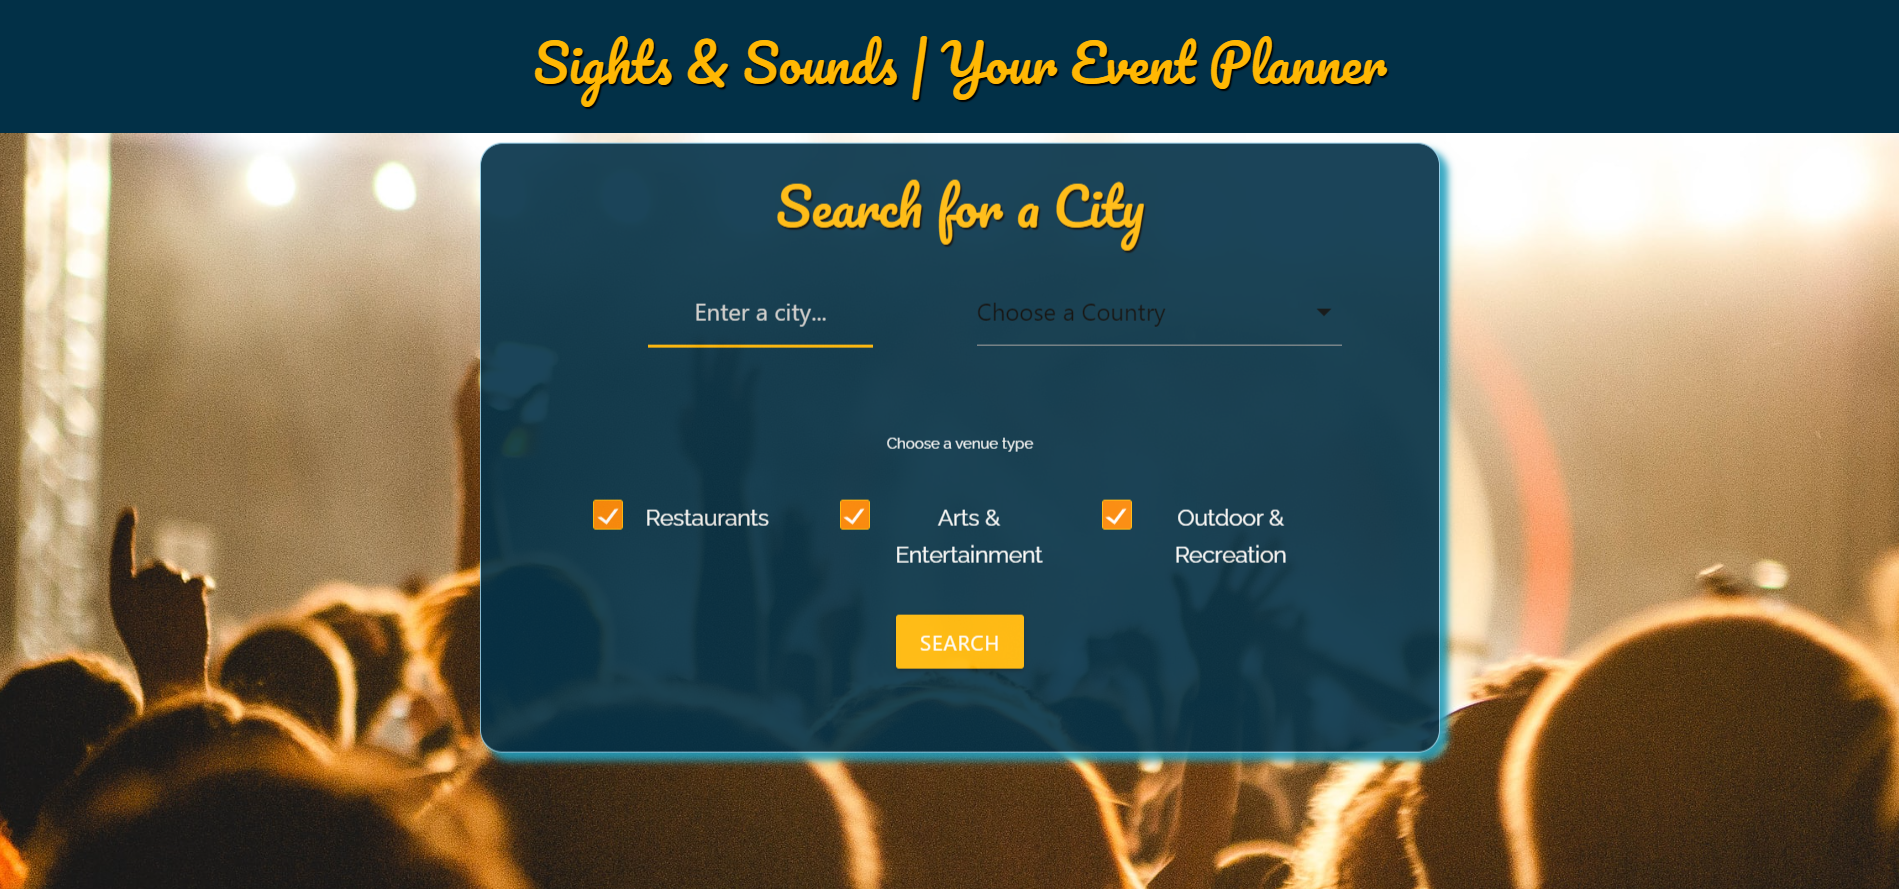 Sights & Sounds | Your Event Planner
Search for a City
Enter a city...
Choose a Country
Choose a venue type
Restaurants
Arts &
Entertainment
Outdoor &
Recreation
SEARCH